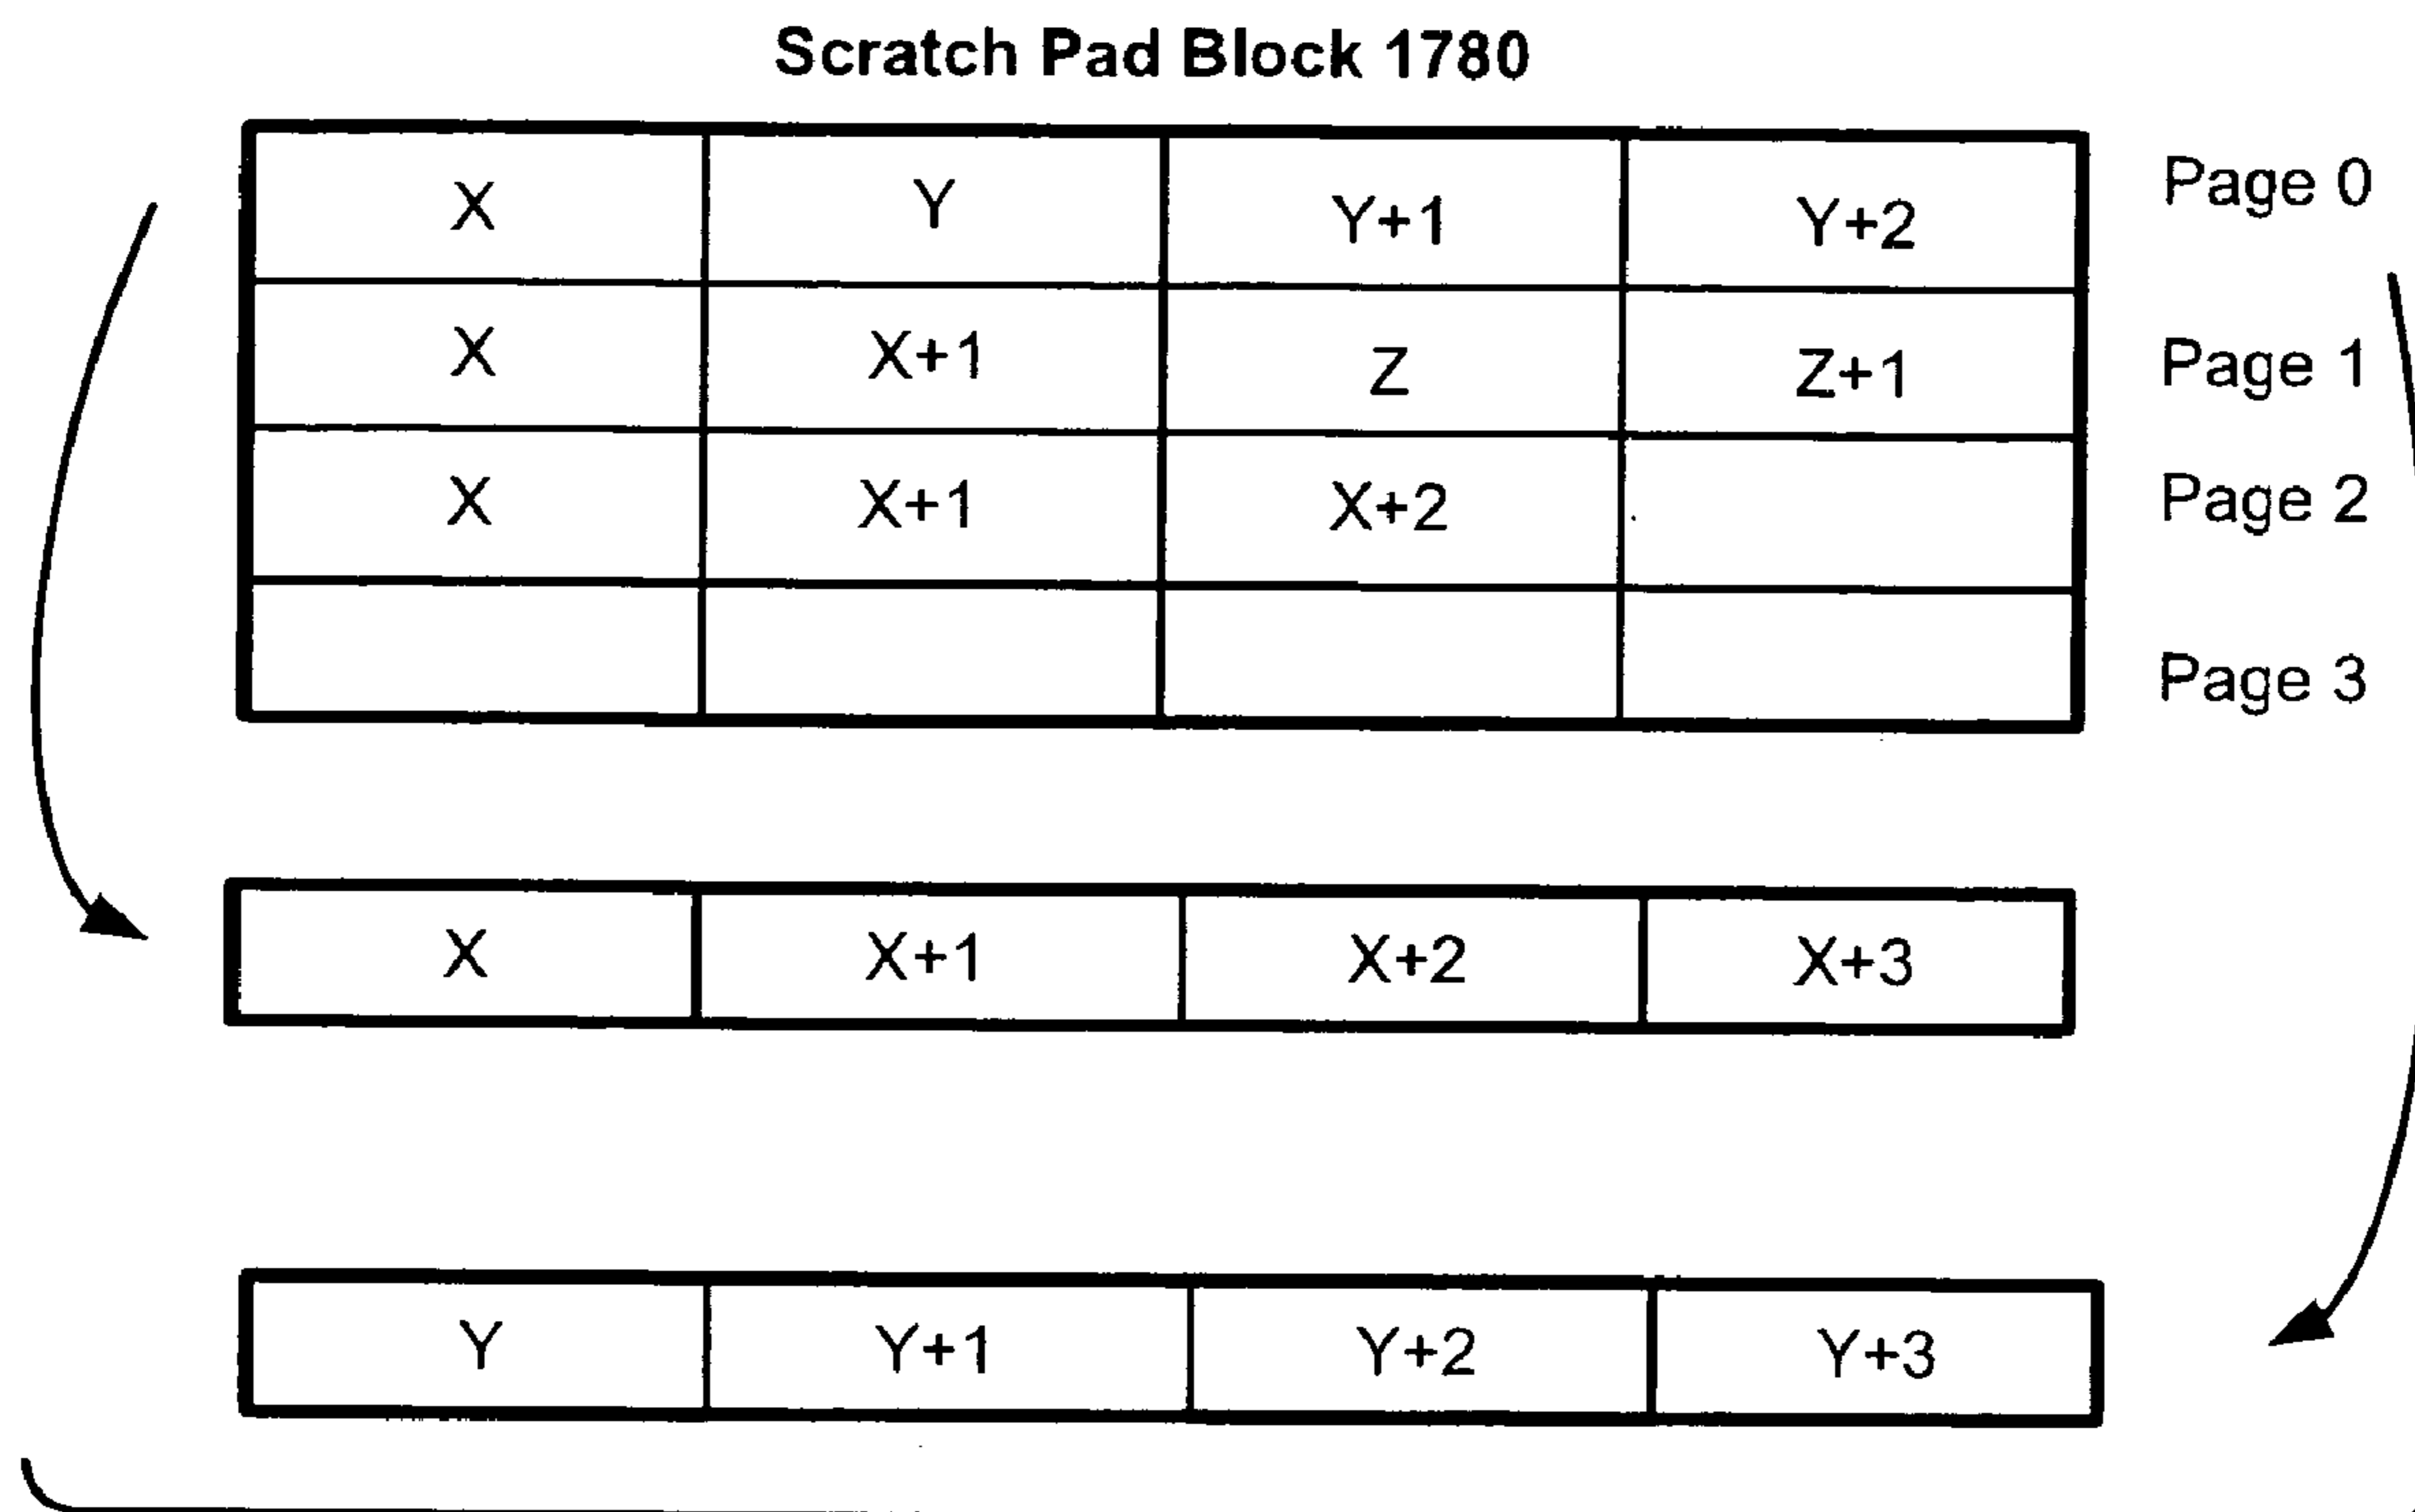 Scratch Pad Block 1780
X Y Y+1 Y+2 Page 0
X X+1 Z Z+1 Page 1
X X+1 X+2 Page 2
Page 3
X X+1 X+2 X+3
Y Y+1 Y+2 Y+3